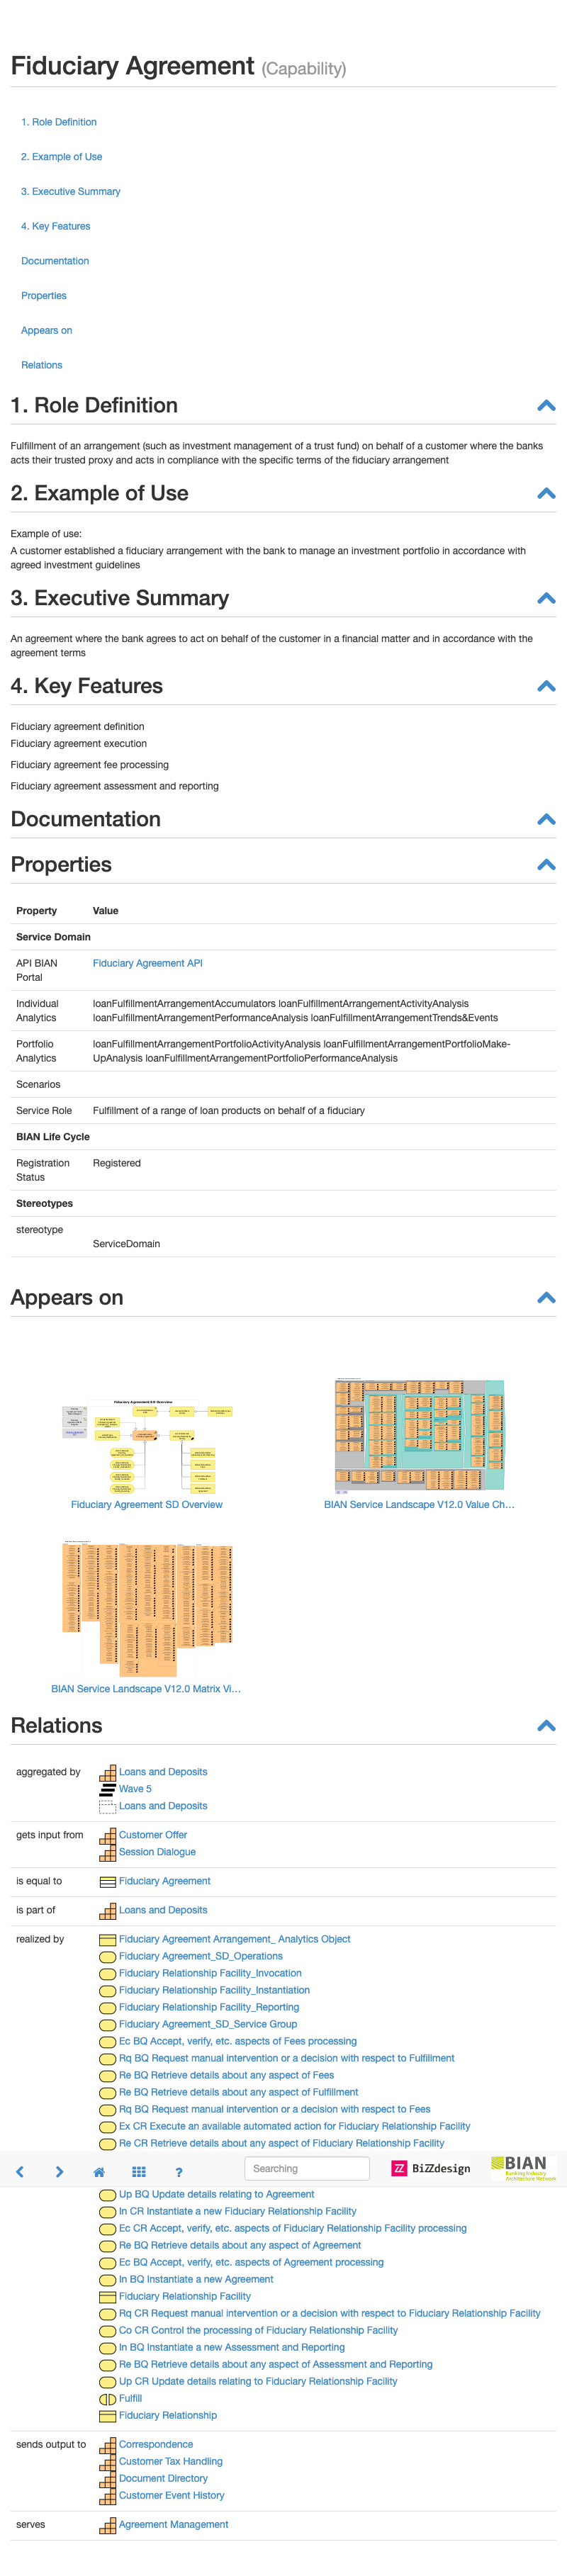 Fiduciary Agreement (Capability)
1. Role Definition
2. Example of Use
3. Executive Summary
4. Key Features
Documentation
Properties
Appears on
Relations
1. Role Definition
Fulfillment of an arrangement (such as investment management of a trust fund) on behalf of a customer where the banks
acts their trusted proxy and acts in compliance with the specific terms of the fiduciary arrangement
2. Example of Use
Example of use:
A customer established a fiduciary arrangement with the bank to manage an investment portfolio in accordance with
agreed investment guidelines
3. Executive Summary
An agreement where the bank agrees to act on behalf of the customer in a financial matter and in accordance with the
agreement terms
4. Key Features
Fiduciary agreement definition
Fiduciary agreement execution
Fiduciary agreement fee processing
Fiduciary agreement assessment and reporting
Documentation
Properties
Property Value
Service Domain
API BIAN Fiduciary Agreement API
Portal
Individual loanFulfillmentArrangementAccumulators loanFulfillmentArrangementActivityAnalysis
Analytics loanFulfillmentArrangementPerformanceAnalysis loanFulfillmentArrangementTrends&Events
Portfolio loanFulfillmentArrangementPortfolioActivityAnalysis loanFulfillmentArrangementPortfolioMake-
Analytics UpAnalysis loanFulfillmentArrangementPortfolioPerformanceAnalysis
Scenarios
Service Role Fulfillment of a range of loan products on behalf of a fiduciary
BIAN Life Cycle
Registration Registered
Status
Stereotypes
stereotype
ServiceDomain
Appears on
Fiduciary Agreement SD Overview
Fiduciary Agreement SD Overview
BIAN Service Landscape V12.0 Value Ch...
BIAN Service Landscape V12.0 Matrix Vi...
Relations
aggregated by Loans and Deposits
Wave 5
Loans and Deposits
gets input from Customer Offer
Session Dialogue
is equal to Fiduciary Agreement
is part of Loans and Deposits
realized by Fiduciary Agreement Arrangement_ Analytics Object
Fiduciary Agreement_SD_Operations
Fiduciary Relationship Facility_Invocation
Fiduciary Relationship Facility_Instantiation
Fiduciary Relationship Facility_Reporting
Fiduciary Agreement_SD_Service Group
Ec BQ Accept, verify, etc. aspects of Fees processing
Rq BQ Request manual intervention or a decision with respect to Fulfillment
Re BQ Retrieve details about any aspect of Fees
Re BQ Retrieve details about any aspect of Fulfillment
Rq BQ Request manual intervention or a decision with respect to Fees
Ex CR Execute an available automated action for Fiduciary Relationship Facility
Re CR Retrieve details about any aspect of Fiduciary Relationship Facility
? Searching BiZZdesign BIAN
Banking Industry
Architecture Network
Up BQ Update details relating to Agreement
In CR Instantiate a new Fiduciary Relationship Facility
Ec CR Accept, verify, etc. aspects of Fiduciary Relationship Facility processing
Re BQ Retrieve details about any aspect of Agreement
Ec BQ Accept, verify, etc. aspects of Agreement processing
In BQ Instantiate a new Agreement
Fiduciary Relationship Facility
Rq CR Request manual intervention or a decision with respect to Fiduciary Relationship Facility
Co CR Control the processing of Fiduciary Relationship Facility
In BQ Instantiate a new Assessment and Reporting
Re BQ Retrieve details about any aspect of Assessment and Reporting
Up CR Update details relating to Fiduciary Relationship Facility
Fulfill
Fiduciary Relationship
sends output to Correspondence
Customer Tax Handling
Document Directory
Customer Event History
serves Agreement Management